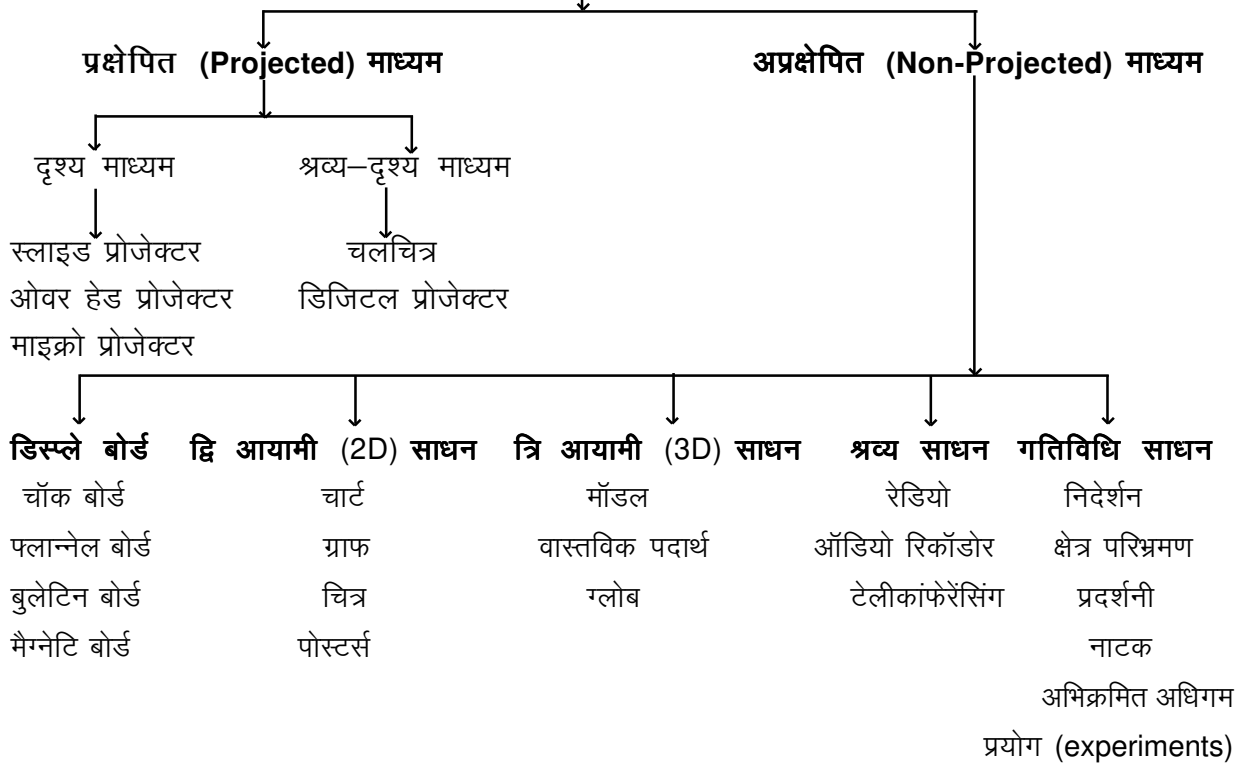 प्रक्षेपित (Projected) माध्यम अप्रक्षेपित (Non-Projected) माध्यम
दृश्य माध्यम श्रव्य–दृश्य माध्यम
स्लाइड प्रोजेक्टर चलचित्र
ओवर हेड प्रोजेक्टर डिजिटल प्रोजेक्टर
माइक्रो प्रोजेक्टर
डिस्प्ले बोर्ड द्वि आयामी (2D) साधन त्रि आयामी (3D) साधन श्रव्य साधन गतिविधि साधन
चॉक बोर्ड चार्ट मॉडल रेडियो निदेर्शन
फ्लान्नेल बोर्ड ग्राफ वास्तविक पदार्थ ऑडियो रिकॉडोर क्षेत्र परिभ्रमण
बुलेटिन बोर्ड चित्र ग्लोब टेलीकांफेरेंसिंग प्रदर्शनी
मैग्नेटि बोर्ड पोस्टर्स नाटक
अभिक्रमित अधिगम
प्रयोग (experiments)